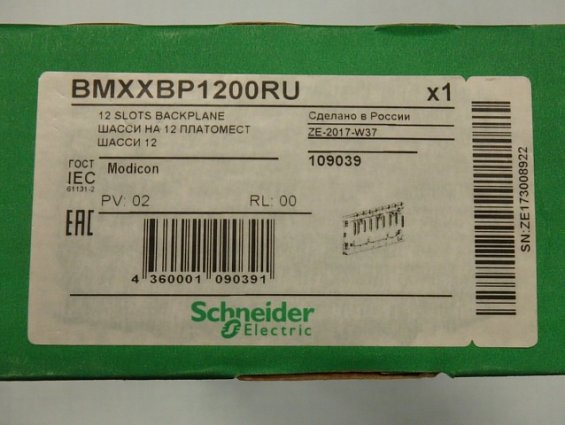 BMXXBP1200RU x1
12 SLOTS BACKPLANE
ШАССИ НА 12 ПЛАТОМЕСТ
ШАССИ 12
Сделано в России
ZE-2017-W37
109039
ГОСТ
IEC
61131-2
Modicon
PV: 02 RL: 00
EAC
4 360001 090391
Schneider
Electric
SN:ZE173008922